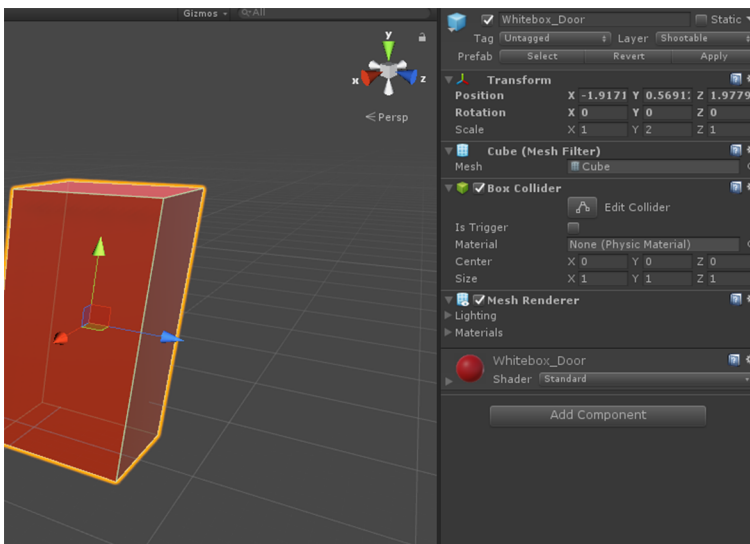 Gizmos All
y
x z
Persp
Whitebox_Door Static
Tag Untagged Layer Shootable
Prefab Select Revert Apply
Transform
Position X -1.9171 Y 0.5691 Z 1.9779
Rotation X 0 Y 0 Z 0
Scale X 1 Y 2 Z 1
Cube (Mesh Filter)
Mesh Cube
Box Collider
Edit Collider
Is Trigger
Material None (Physic Material)
Center X 0 Y 0 Z 0
Size X 1 Y 1 Z 1
Mesh Renderer
Lighting
Materials
Whitebox_Door
Shader Standard
Add Component